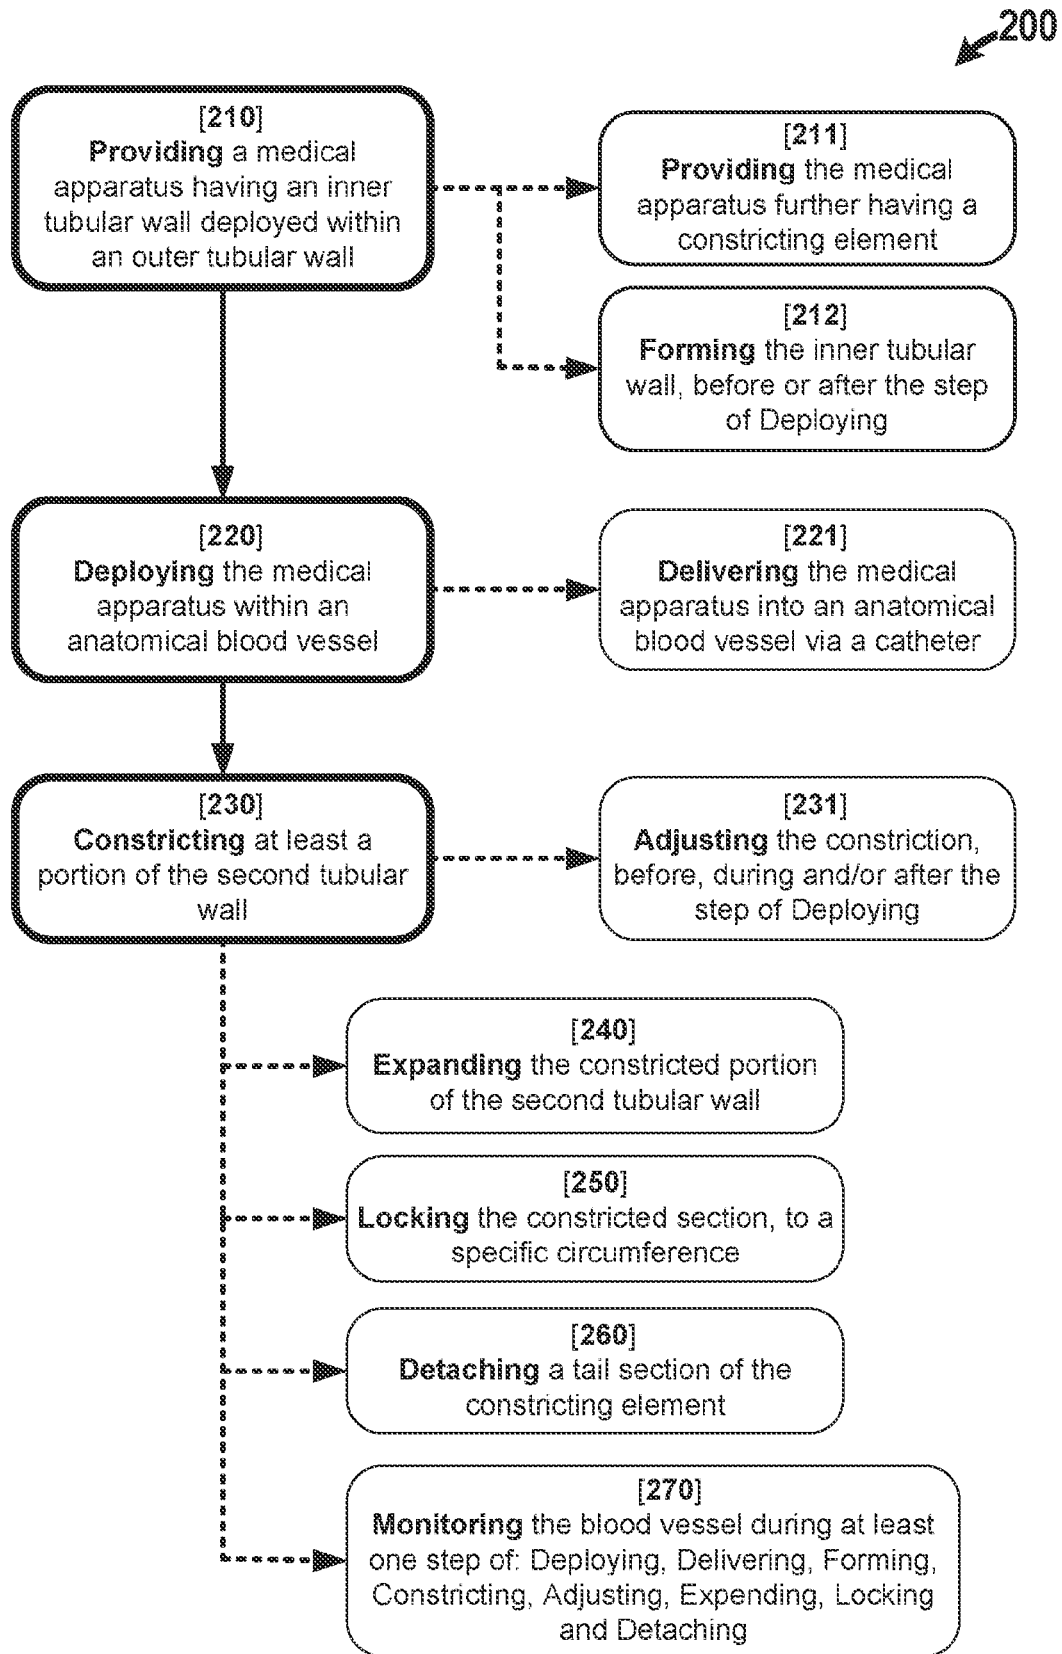 200
[210]
Providing a medical
apparatus having an inner
tubular wall deployed within
an outer tubular wall
[211]
Providing the medical
apparatus further having a
constricting element
[212]
Forming the inner tubular
wall, before or after the step
of Deploying
[220]
Deploying the medical
apparatus within an
anatomical blood vessel
[221]
Delivering the medical
apparatus into an anatomical
blood vessel via a catheter
[230]
Constricting at least a
portion of the second tubular
wall
[231]
Adjusting the constriction,
before, during and/or after the
step of Deploying
[240]
Expanding the constricted portion
of the second tubular wall
[250]
Locking the constricted section, to a
specific circumference
[260]
Detaching a tail section of the
constricting element
[270]
Monitoring the blood vessel during at least
one step of: Deploying, Delivering, Forming,
Constricting, Adjusting, Expending, Locking
and Detaching